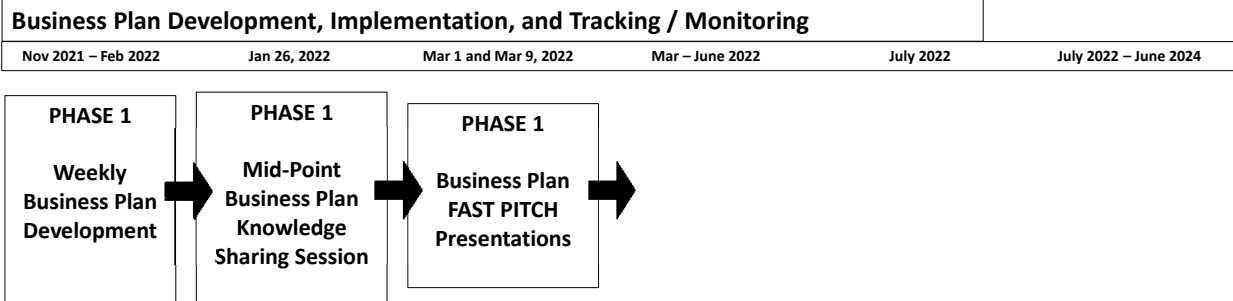 Business Plan Development, Implementation, and Tracking / Monitoring
Nov 2021 – Feb 2022
Jan 26, 2022
Mar 1 and Mar 9, 2022
Mar – June 2022
July 2022
July 2022 – June 2024
PHASE 1
Weekly
Business Plan
Development
PHASE 1
Mid-Point
Business Plan
Knowledge
Sharing Session
PHASE 1
Business Plan
FAST PITCH
Presentations